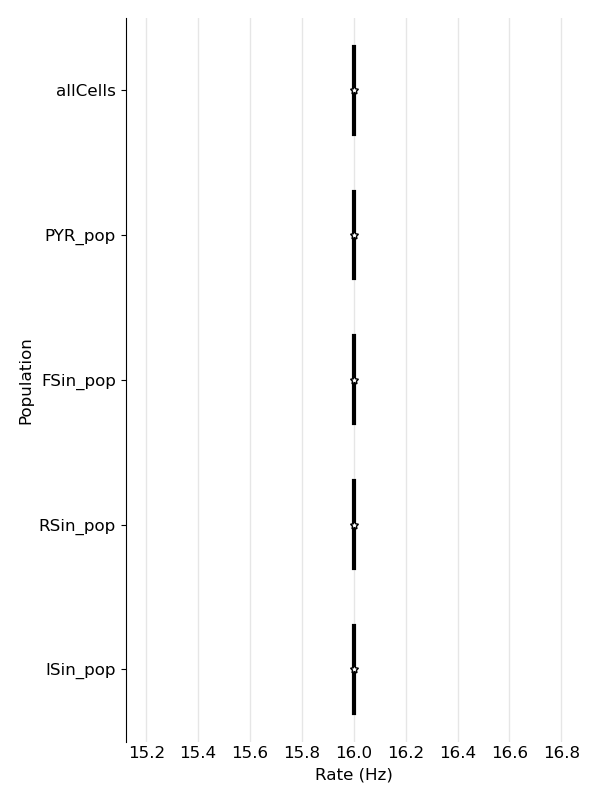 allCells
PYR_pop
FSin_pop
RSin_pop
ISin_pop
Population
15.2 15.4 15.6 15.8 16.0 16.2 16.4 16.6 16.8
Rate (Hz)